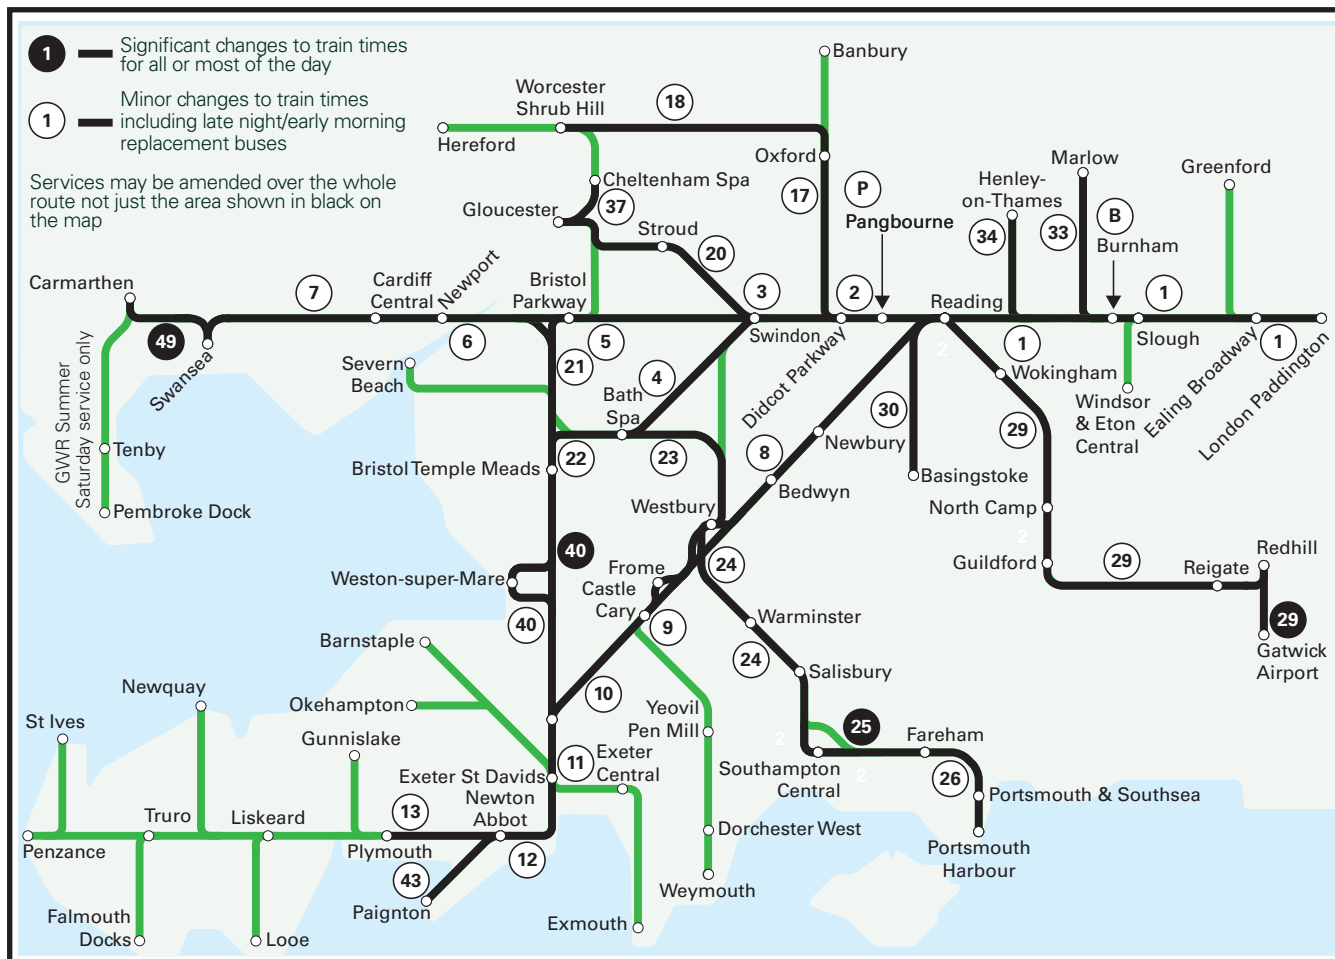 1
Significant changes to train times
for all or most of the day
1
Minor changes to train times
including late night/early morning
replacement buses
Services may be amended over the whole
route not just the area shown in black on
the map
Banbury
Worcester
Shrub Hill
18
Hereford
Oxford
Marlow
Greenford
Cheltenham Spa
37
17
P
Henley-
on-Thames
Gloucester
Stroud
Pangbourne
34
33
B
Burnham
20
Carmarthen
7
Cardiff
Central
Newport
Bristol
Parkway
3
2
Reading
1
49
Swansea
6
5
Swindon
Didcot Parkway
2
1
Slough
Ealing Broadway
1
London Paddington
GWR Summer
Saturday service only
Severn
Beach
21
4
Wokingham
Windsor
& Eton
Central
Bath
Spa
30
29
Tenby
Newbury
Bristol Temple Meads
22
23
8
Basingstoke
Bedwyn
Pembroke Dock
Westbury
North Camp
2
40
Weston-super-Mare
Frome
24
Guildford
29
Reigate
Redhill
Castle
Cary
40
9
Warminster
29
Gatwick
Airport
Barnstaple
24
Salisbury
Newquay
10
Okehampton
Yeovil
Pen Mill
St Ives
Gunnislake
25
2
Fareham
11
Exeter
Central
Exeter St Davids
Southampton
Central
2
26
Newton
Abbot
Portsmouth & Southsea
Truro
Liskeard
13
Dorchester West
Penzance
Plymouth
12
Portsmouth
Harbour
43
Weymouth
Paignton
Falmouth
Docks
Looe
Exmouth